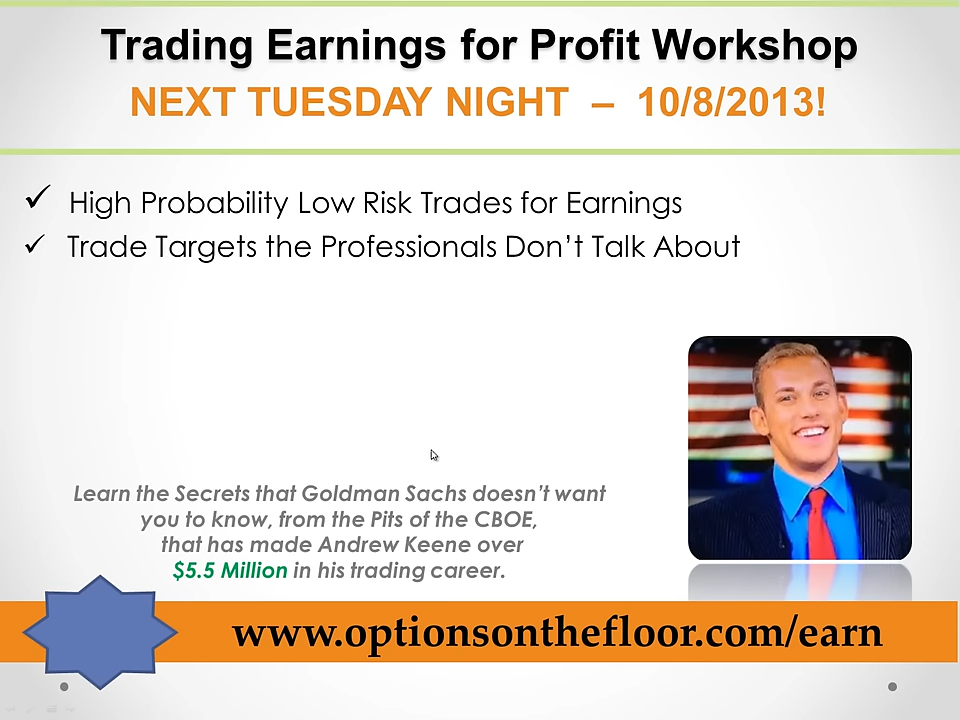 Trading Earnings for Profit Workshop
NEXT TUESDAY NIGHT – 10/8/2013!
✓ High Probability Low Risk Trades for Earnings
✓ Trade Targets the Professionals Don’t Talk About
Learn the Secrets that Goldman Sachs doesn’t want
you to know, from the Pits of the CBOE,
that has made Andrew Keene over
$5.5 Million in his trading career.
www.optionsonthefloor.com/earn